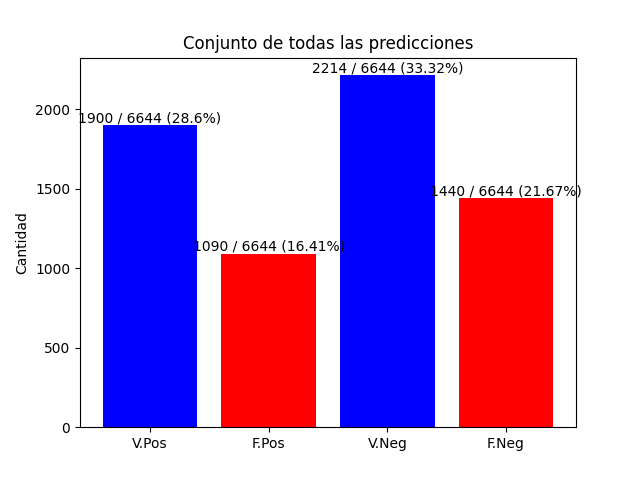 Conjunto de todas las predicciones
Cantidad
2000
1500
1000
500
0
1900 / 6644 (28.6%)
1090 / 6644 (16.41%)
2214 / 6644 (33.32%)
1440 / 6644 (21.67%)
V.Pos
F.Pos
V.Neg
F.Neg